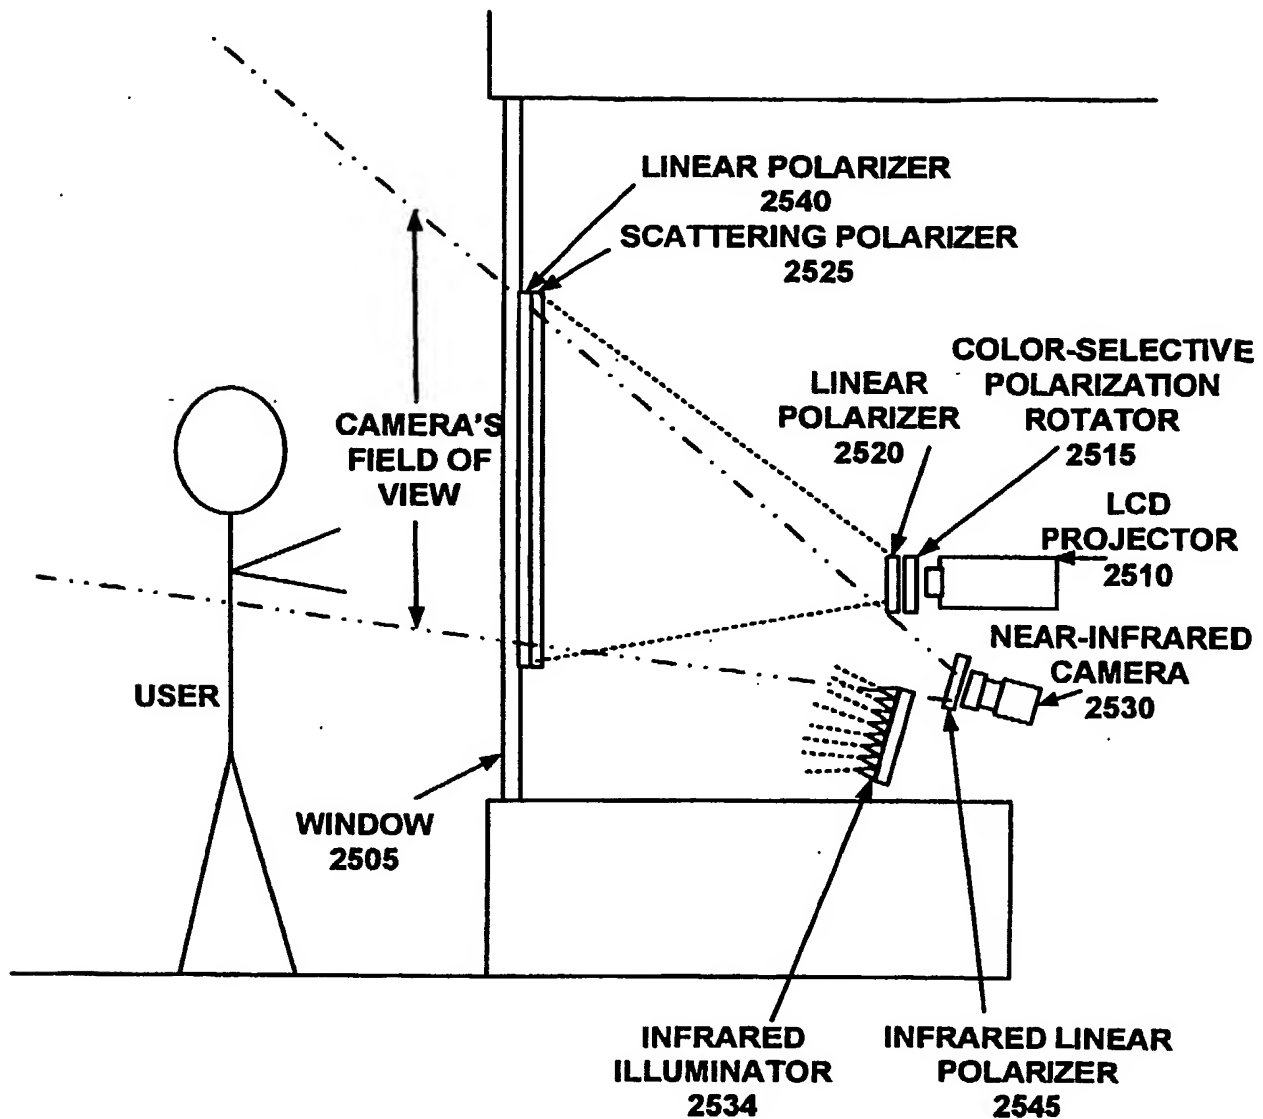 LINEAR POLARIZER
2540
SCATTERING POLARIZER
2525
COLOR-SELECTIVE
POLARIZATION
ROTATOR
2515
LINEAR
POLARIZER
2520
LCD
PROJECTOR
2510
CAMERA'S
FIELD OF
VIEW
NEAR-INFRARED
CAMERA
2530
USER
WINDOW
2505
INFRARED
ILLUMINATOR
2534
INFRARED LINEAR
POLARIZER
2545